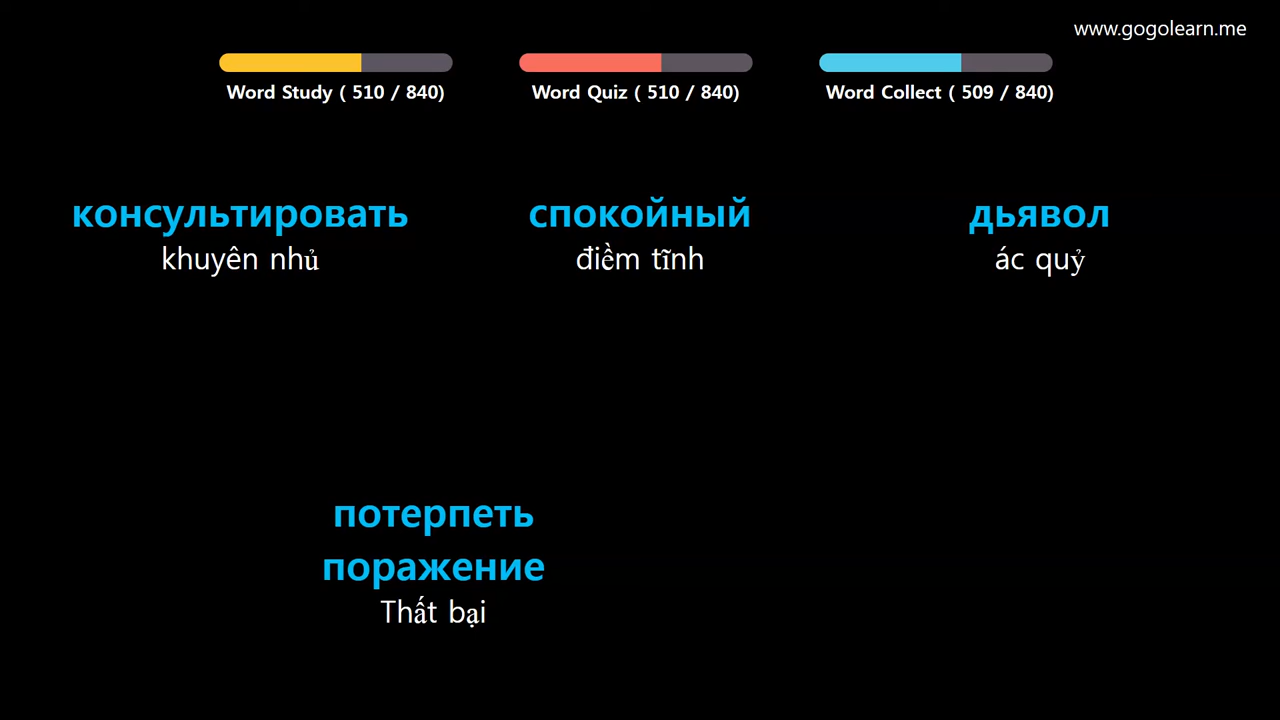 www.gogolearn.me
Word Study ( 510 / 840)
Word Quiz ( 510 / 840)
Word Collect ( 509 / 840)
консультировать
khuyên nhủ
спокойный
điềm tĩnh
дьявол
ác quỷ
потерпеть
поражение
Thất bại